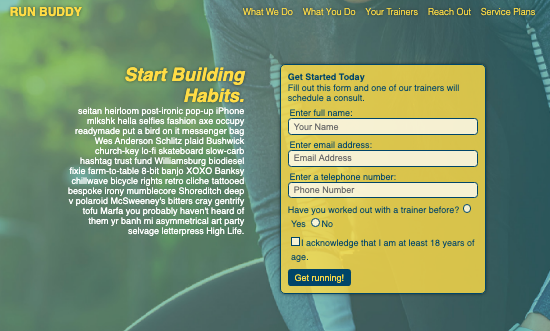 RUN BUDDY
What We Do What You Do Your Trainers Reach Out Service Plans
Start Building
Habits.
seitan heirloom post-ironic pop-up iPhone
mlkshk hella selfies fashion axe occupy
readymade put a bird on it messenger bag
Wes Anderson Schlitz plaid Bushwick
church-key lo-fi skateboard slow-carb
hashtag trust fund Williamsburg biodiesel
fixie farm-to-table 8-bit banjo XOXO Banksy
chillwave bicycle rights retro cliche tattooed
bespoke irony mumblecore Shoreditch deep
v polaroid McSweeney's bitters cray gentrify
tofu Marfa you probably haven't heard of
them yr banh mi asymmetrical art party
selvage letterpress High Life.
Get Started Today
Fill out this form and one of our trainers will
schedule a consult.
Enter full name:
Your Name
Enter email address:
Email Address
Enter a telephone number:
Phone Number
Have you worked out with a trainer before?
Yes No
I acknowledge that I am at least 18 years of
age.
Get running!